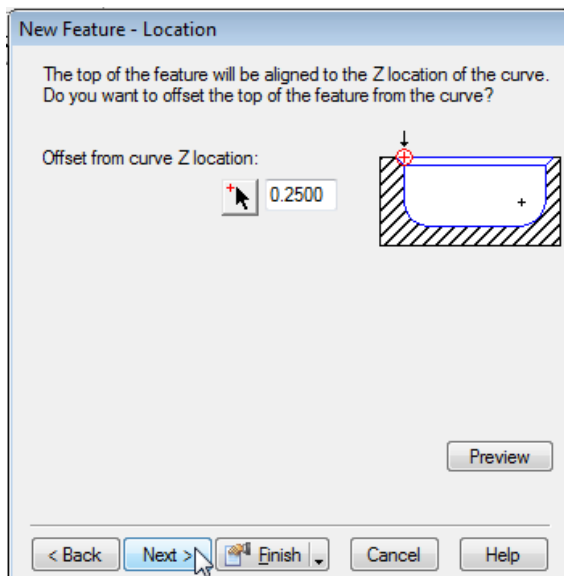 New Feature - Location
The top of the feature will be aligned to the Z location of the curve.
Do you want to offset the top of the feature from the curve?
Offset from curve Z location:
0.2500
Preview
< Back Next > Finish Cancel Help